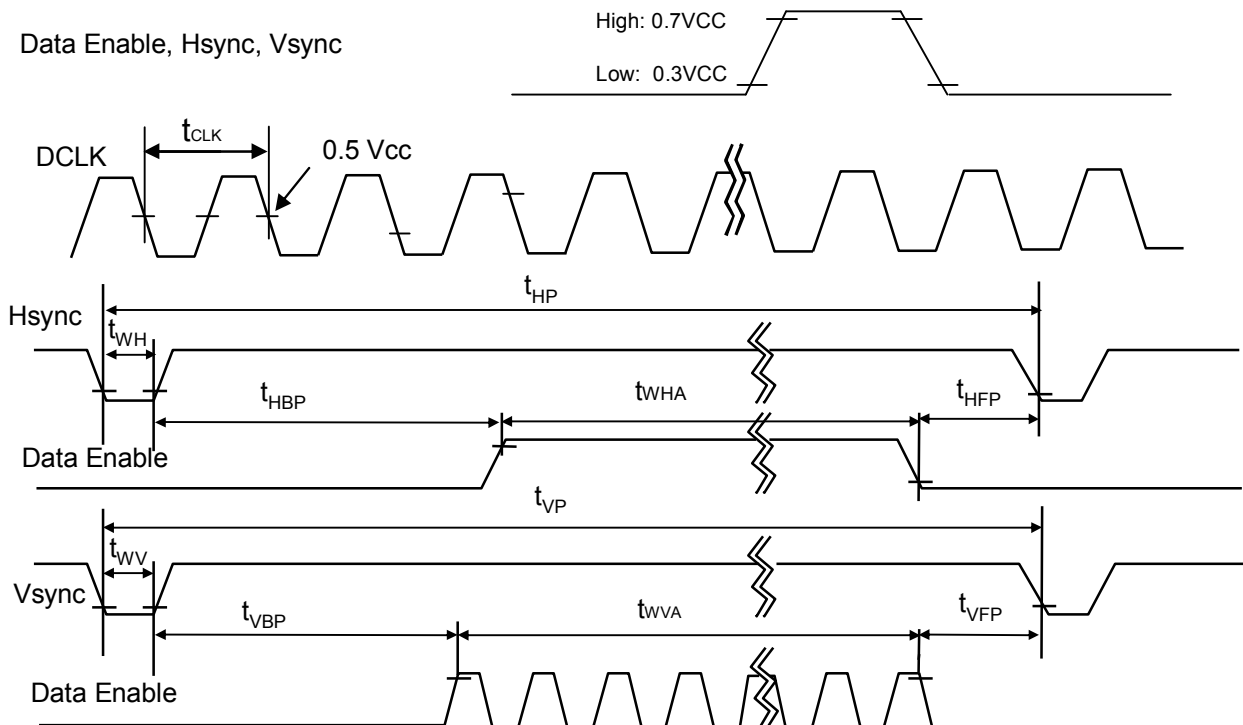 High: 0.7VCC
Data Enable, Hsync, Vsync
Low: 0.3VCC
tCLK
DCLK
0.5 Vcc
tHP
Hsync
tWH
tHBP
tWHA
tHFP
Data Enable
tVP
tWV
Vsync
tVBP
tWVA
tVFP
Data Enable